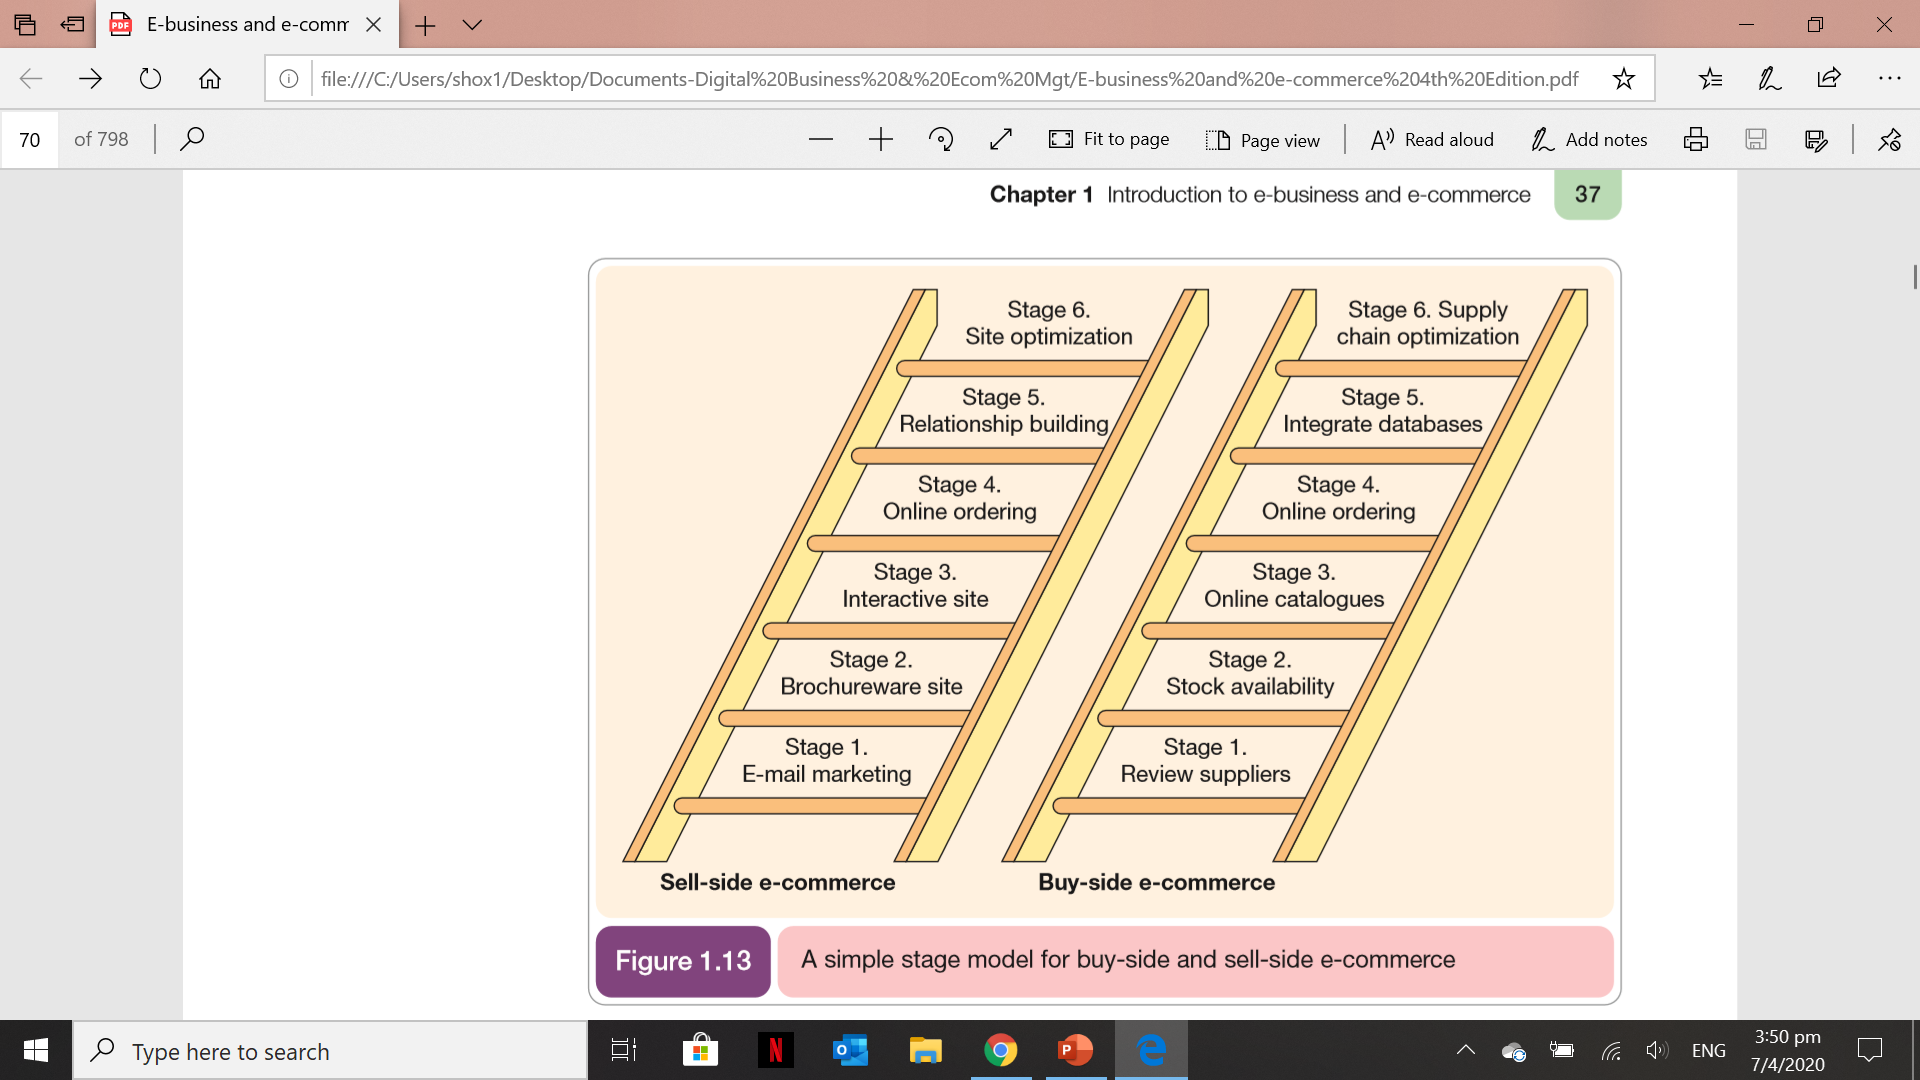 E-business and e-comm
file:///C:/Users/shox1/Desktop/Documents-Digital%20Business%20&%20Ecom%20Mgt/E-business%20and%20e-commerce%204th%20Edition.pdf
70 of 798
Fit to page
Page view
Read aloud
Add notes
Chapter 1 Introduction to e-business and e-commerce 37
Stage 6.
Site optimization
Stage 5.
Relationship building
Stage 4.
Online ordering
Stage 3.
Interactive site
Stage 2.
Brochureware site
Stage 1.
E-mail marketing
Sell-side e-commerce
Stage 6. Supply
chain optimization
Stage 5.
Integrate databases
Stage 4.
Online ordering
Stage 3.
Online catalogues
Stage 2.
Stock availability
Stage 1.
Review suppliers
Buy-side e-commerce
Figure 1.13 A simple stage model for buy-side and sell-side e-commerce
Type here to search
ENG
3:50 pm
7/4/2020